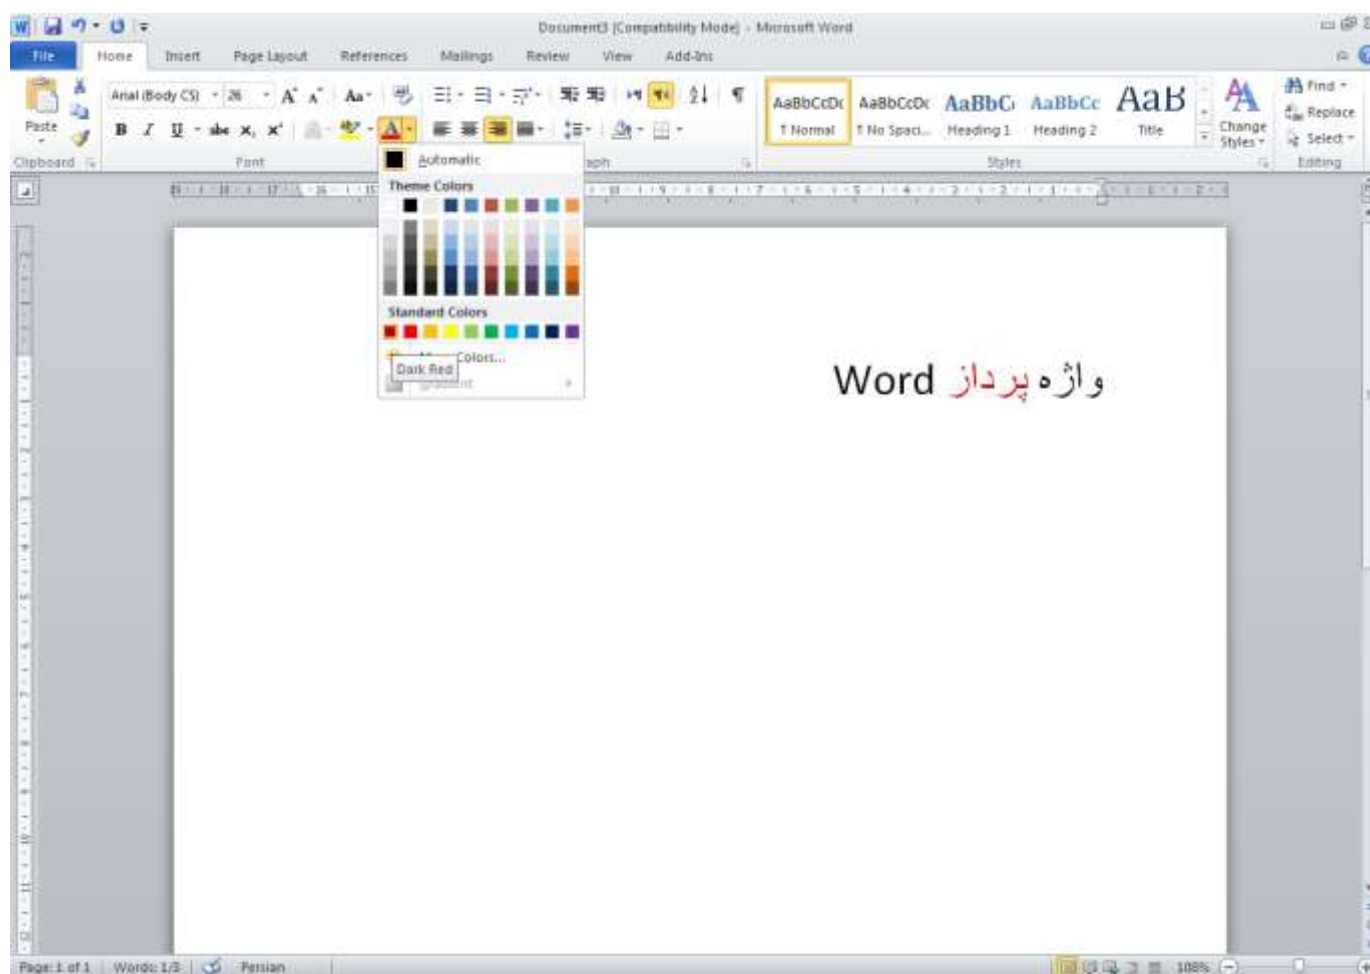 Document3 [Compatibility Mode] - Microsoft Word
File Home Insert Page Layout References Mailings Review View Add-Ins
Paste
Arial (Body CS) 26 Aa
B I U abc x, x²
AaBbCcDc AaBbCcDc AaBbC AaBbCc AaB
¶ Normal ¶ No Spaci... Heading 1 Heading 2 Title
Change Styles
Find
Replace
Select
Clipboard Font Styles Editing
Automatic
Theme Colors
Standard Colors
Colors...
Dark Red
واژه پرداز Word
Page: 1 of 1 Words: 1/3 Persian 108%